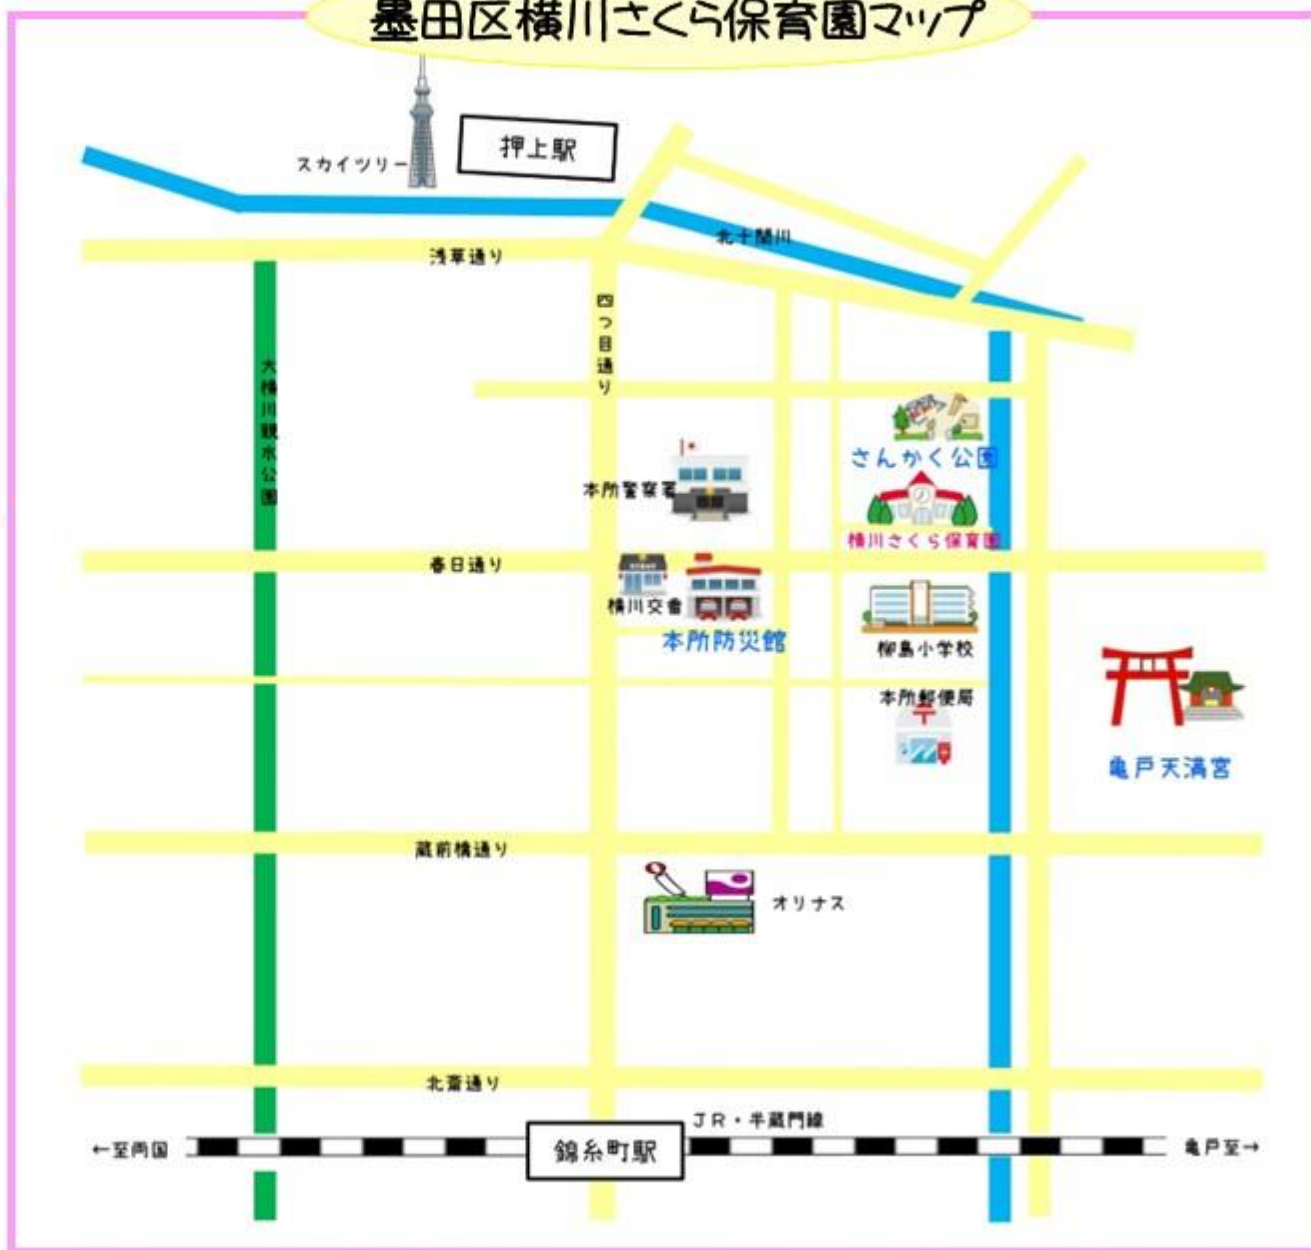 墨田区横川さくら保育園マップ
押上駅
スカイツリー
北十間川
浅草通り
四つ目通り
大横川親水公園
さんかく公園
本所警察署
横川さくら保育園
春日通り
横川交番
本所防災館
柳島小学校
本所郵便局
亀戸天満宮
蔵前橋通り
オリナス
北斎通り
JR・半蔵門線
←至両国
錦糸町駅
亀戸至→